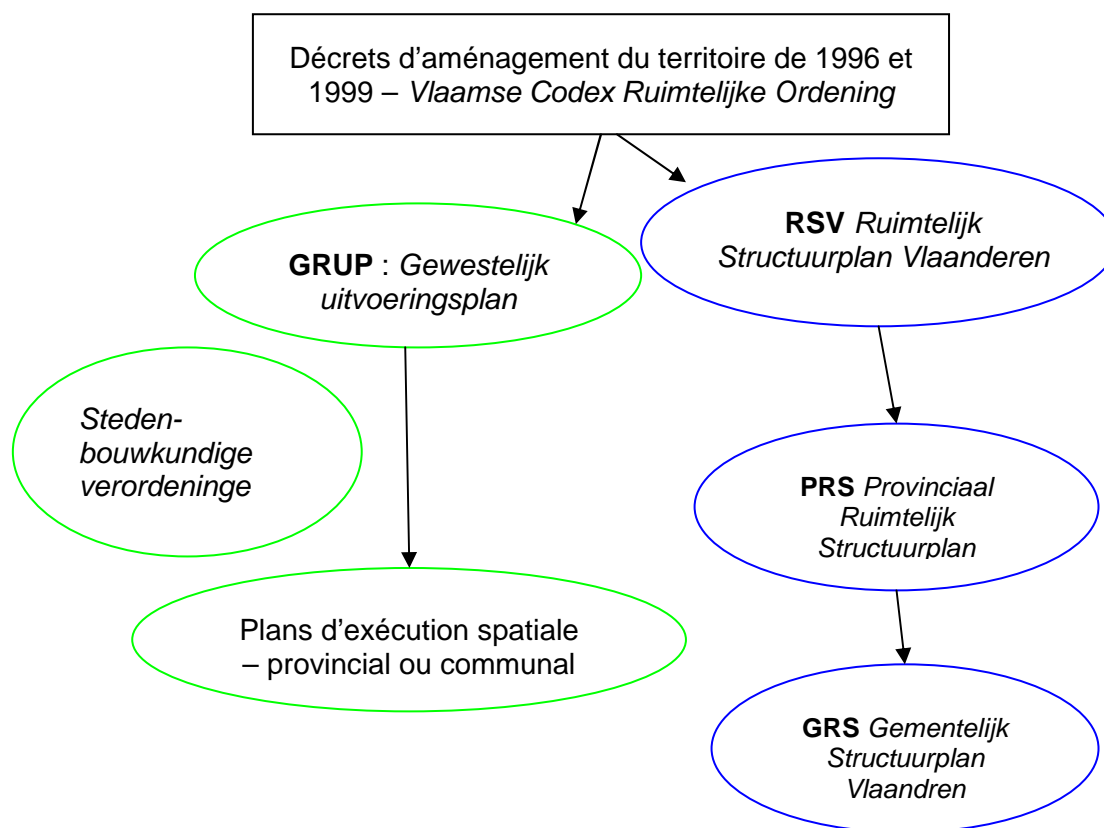 Décrets d'aménagement du territoire de 1996 et
1999 – Vlaamse Codex Ruimtelijke Ordening
RSV Ruimtelijk
Structuurplan Vlaanderen
GRUP : Gewestelijk
uitvoeringsplan
Steden-
bouwkundige
verordeninge
PRS Provinciaal
Ruimtelijk
Structuurplan
Plans d'exécution spatiale
– provincial ou communal
GRS Gementelijk
Structuurplan
Vlaandren